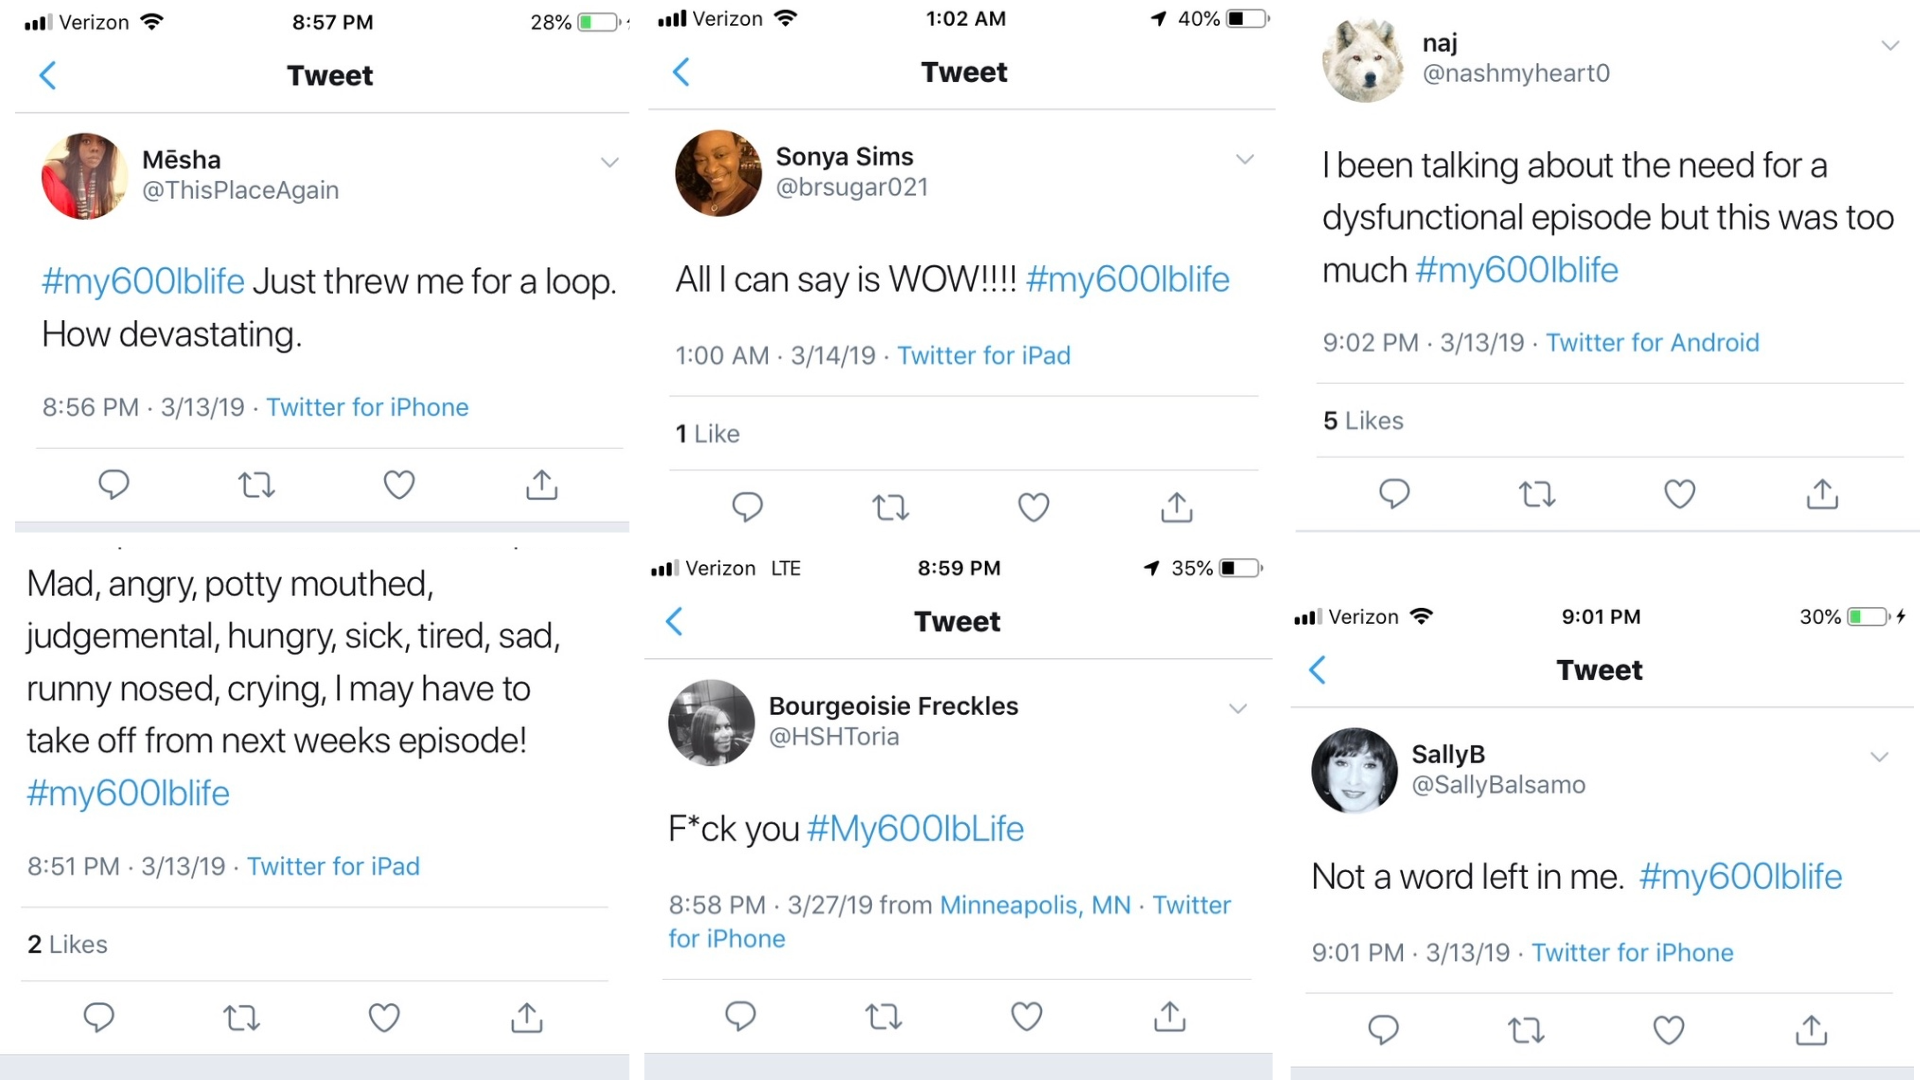 Verizon 8:57 PM 28%
Tweet
Mēsha
@ThisPlaceAgain
#my600lblife Just threw me for a loop.
How devastating.
8:56 PM · 3/13/19 · Twitter for iPhone
Verizon 1:02 AM 40%
Tweet
Sonya Sims
@brsugar021
All I can say is WOW!!!! #my600lblife
1:00 AM · 3/14/19 · Twitter for iPad
1 Like
naj
@nashmyheart0
I been talking about the need for a
dysfunctional episode but this was too
much #my600lblife
9:02 PM · 3/13/19 · Twitter for Android
5 Likes
Mad, angry, potty mouthed,
judgemental, hungry, sick, tired, sad,
runny nosed, crying, I may have to
take off from next weeks episode!
#my600lblife
8:51 PM · 3/13/19 · Twitter for iPad
2 Likes
Verizon LTE 8:59 PM 35%
Tweet
Bourgeoisie Freckles
@HSHToria
F*ck you #My600lbLife
8:58 PM · 3/27/19 from Minneapolis, MN · Twitter
for iPhone
Verizon 9:01 PM 30%
Tweet
SallyB
@SallyBalsamo
Not a word left in me. #my600lblife
9:01 PM · 3/13/19 · Twitter for iPhone